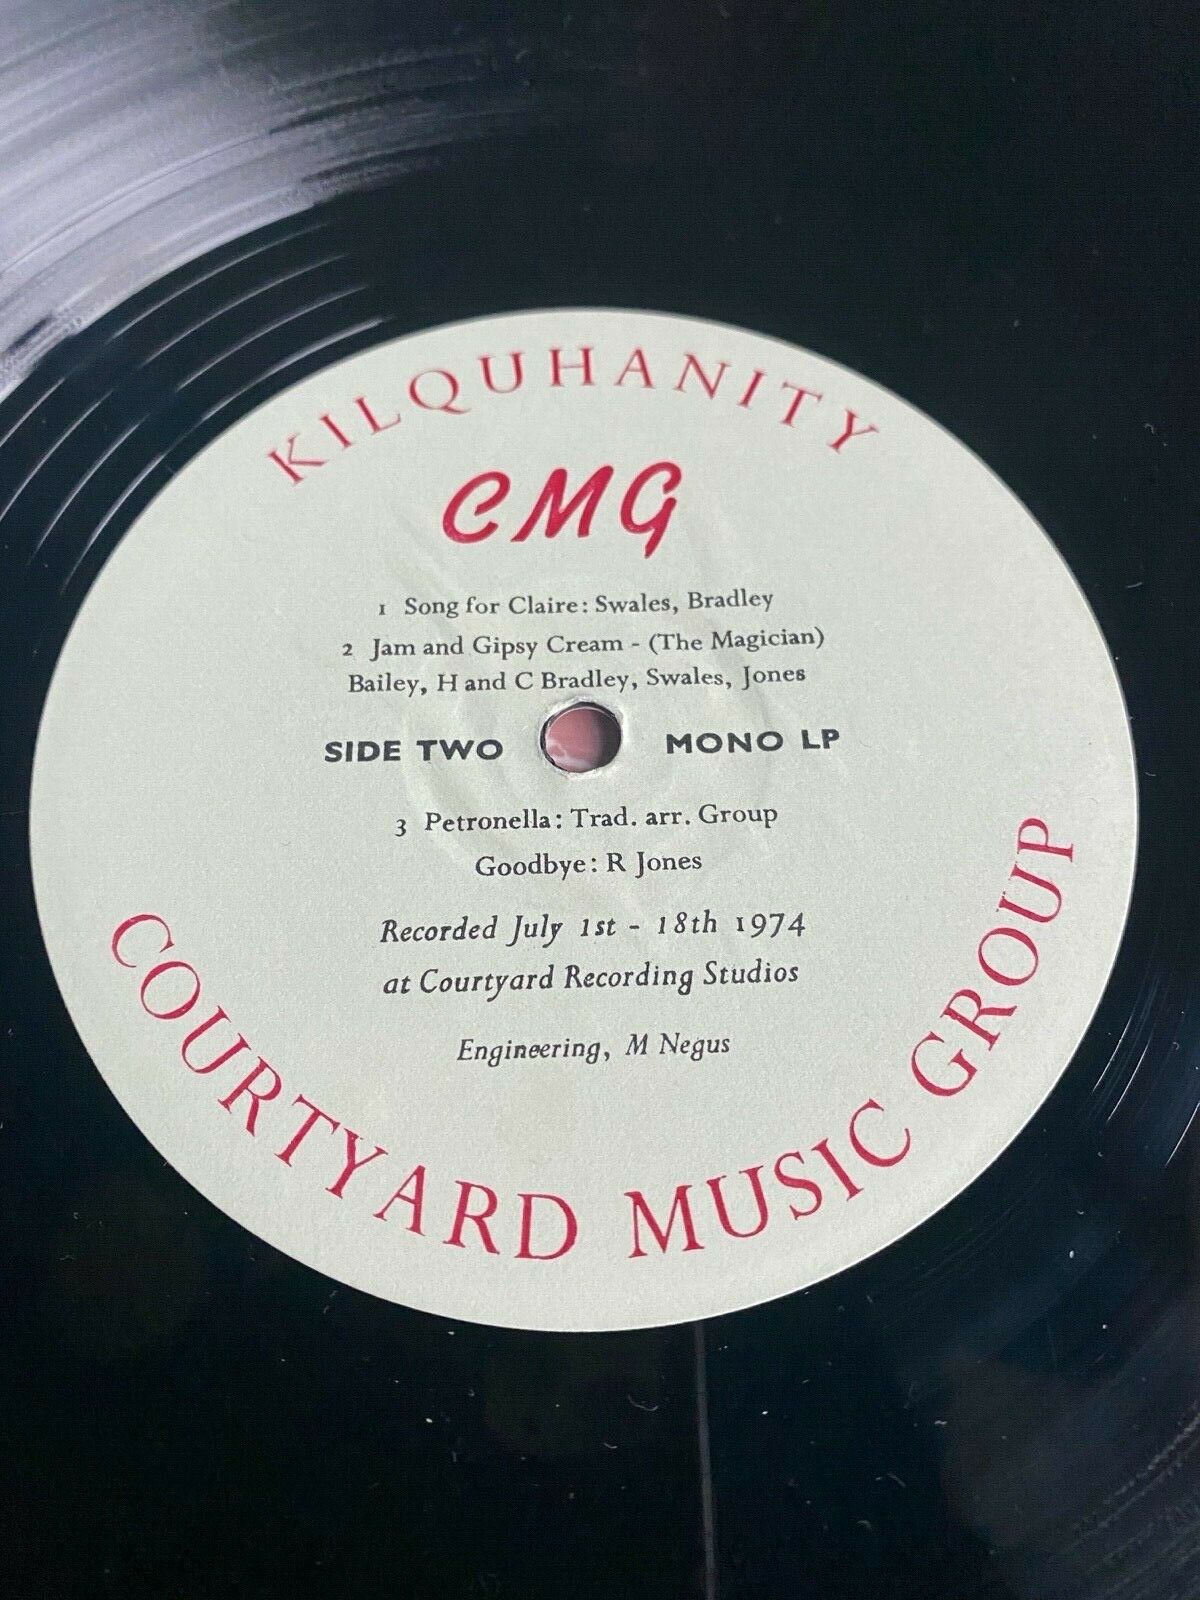 KILQUHANITY
CMG
1 Song for Claire: Swales, Bradley
2 Jam and Gipsy Cream - (The Magician)
Bailey, H and C Bradley, Swales, Jones
SIDE TWO MONO LP
3 Petronella: Trad. arr. Group
Goodbye: R Jones
Recorded July 1st - 18th 1974
at Courtyard Recording Studios
Engineering, M Negus
COURTYARD MUSIC GROUP